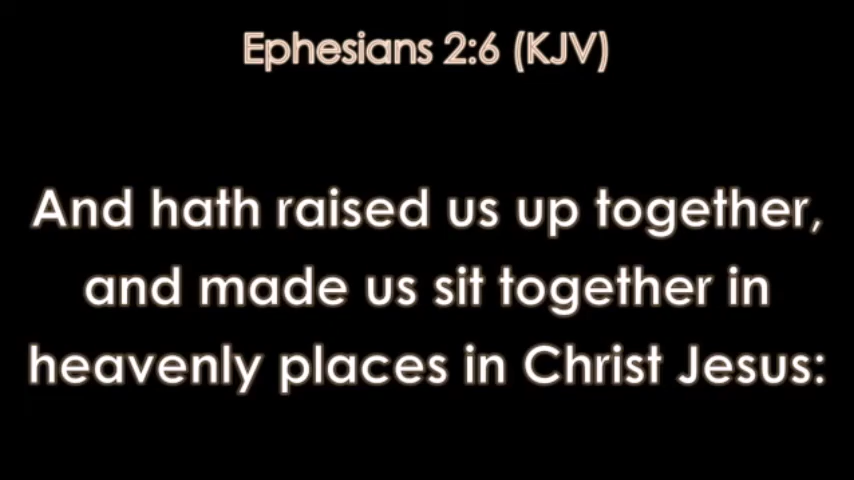 Ephesians 2:6 (KJV)
And hath raised us up together,
and made us sit together in
heavenly places in Christ Jesus: